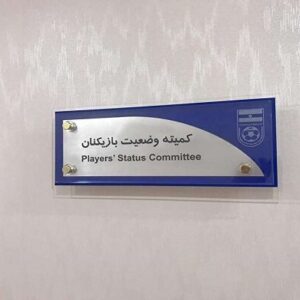 کمیته وضعیت بازیکنان
Players' Status Committee